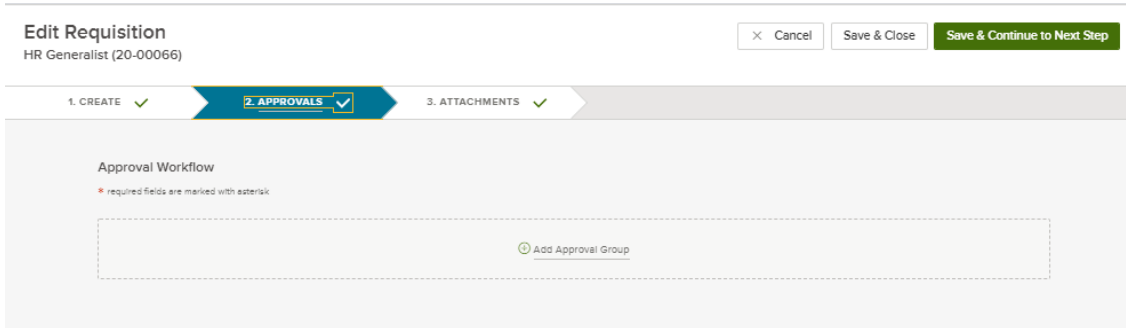 Edit Requisition
HR Generalist (20-00066)
× Cancel
Save & Close
Save & Continue to Next Step
1. CREATE
2. APPROVALS
3. ATTACHMENTS
Approval Workflow
* required fields are marked with asterisk
Add Approval Group